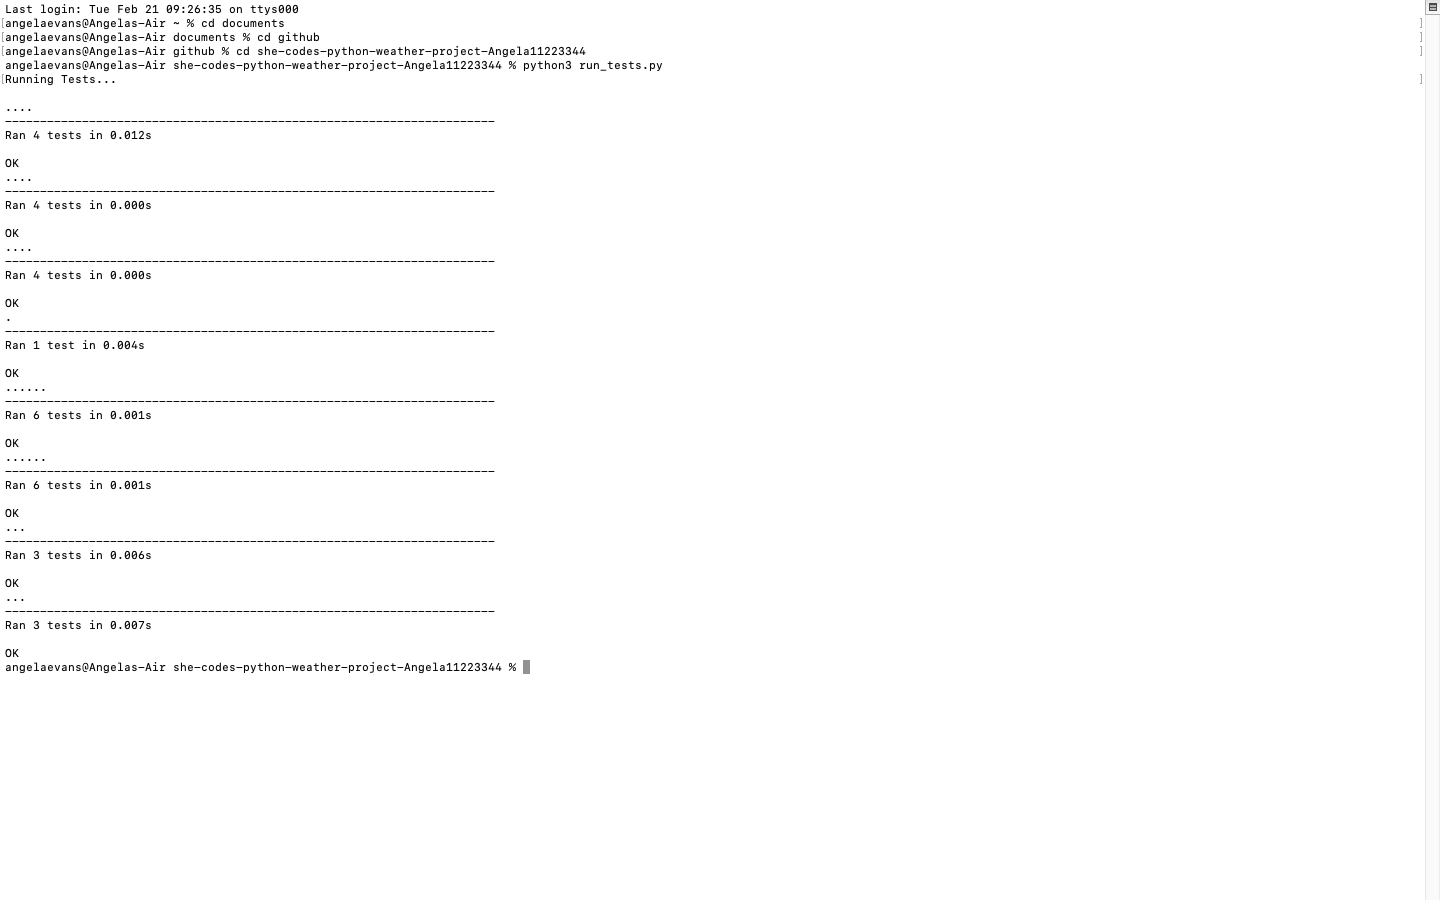 Last login: Tue Feb 21 09:26:35 on ttys000
[angelaevans@Angelas-Air ~ % cd documents ]
[angelaevans@Angelas-Air documents % cd github ]
[angelaevans@Angelas-Air github % cd she-codes-python-weather-project-Angela11223344 ]
angelaevans@Angelas-Air she-codes-python-weather-project-Angela11223344 % python3 run_tests.py
[Running Tests... ]
....
----------------------------------------------------------------------
Ran 4 tests in 0.012s
OK
....
----------------------------------------------------------------------
Ran 4 tests in 0.000s
OK
....
----------------------------------------------------------------------
Ran 4 tests in 0.000s
OK
.
----------------------------------------------------------------------
Ran 1 test in 0.004s
OK
......
----------------------------------------------------------------------
Ran 6 tests in 0.001s
OK
......
----------------------------------------------------------------------
Ran 6 tests in 0.001s
OK
...
----------------------------------------------------------------------
Ran 3 tests in 0.006s
OK
...
----------------------------------------------------------------------
Ran 3 tests in 0.007s
OK
angelaevans@Angelas-Air she-codes-python-weather-project-Angela11223344 %